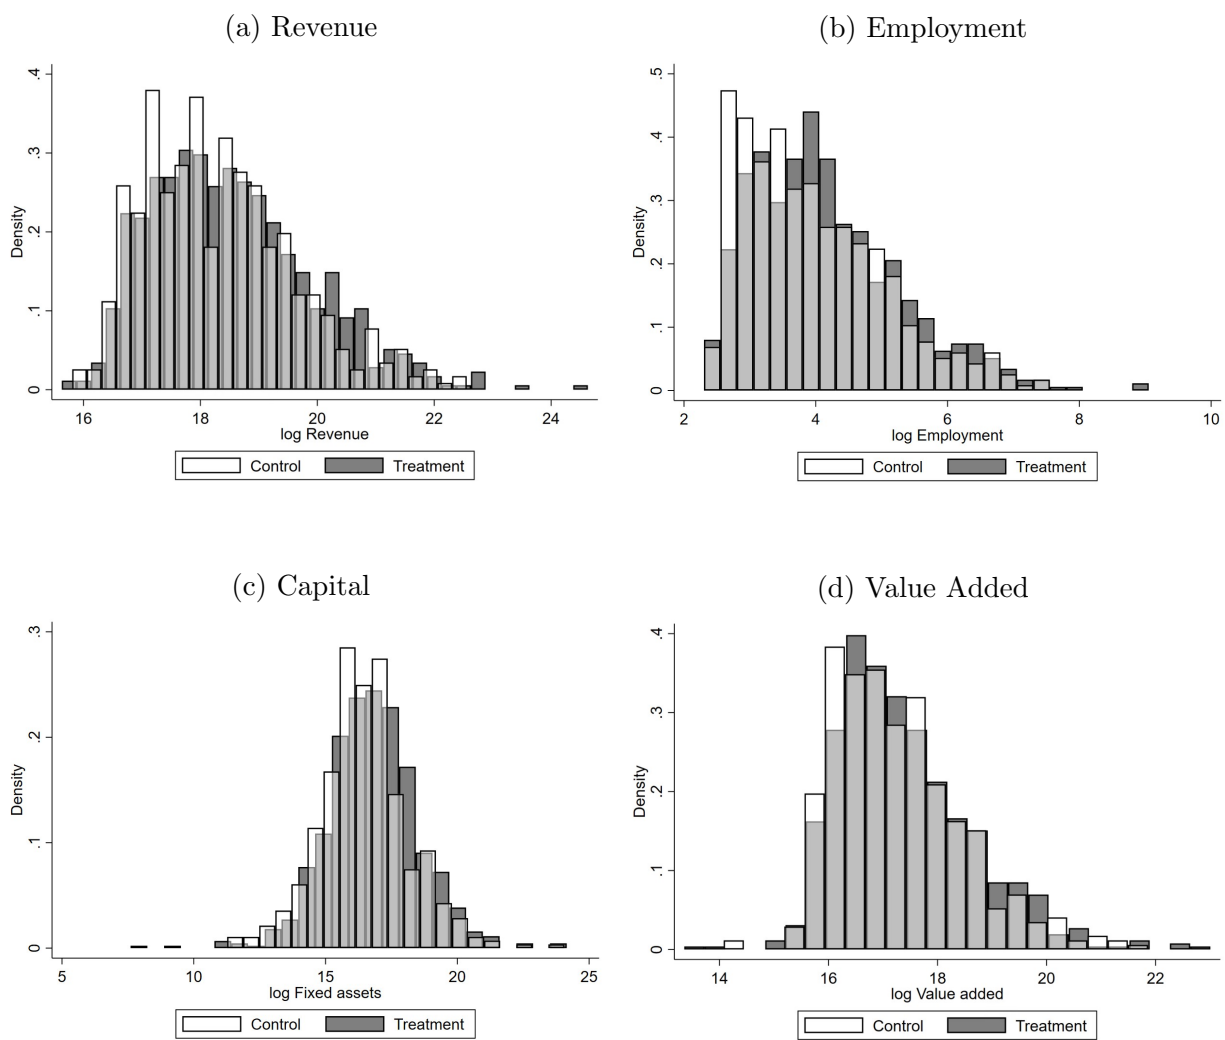 (a) Revenue
(b) Employment
.4
.3
.2
.1
0
Density
16 18 20 22 24
log Revenue
Control Treatment
.5
.4
.3
.2
.1
0
Density
2 4 6 8 10
log Employment
Control Treatment
(c) Capital
(d) Value Added
.3
.2
.1
0
Density
5 10 15 20 25
log Fixed assets
Control Treatment
.4
.3
.2
.1
0
Density
14 16 18 20 22
log Value added
Control Treatment